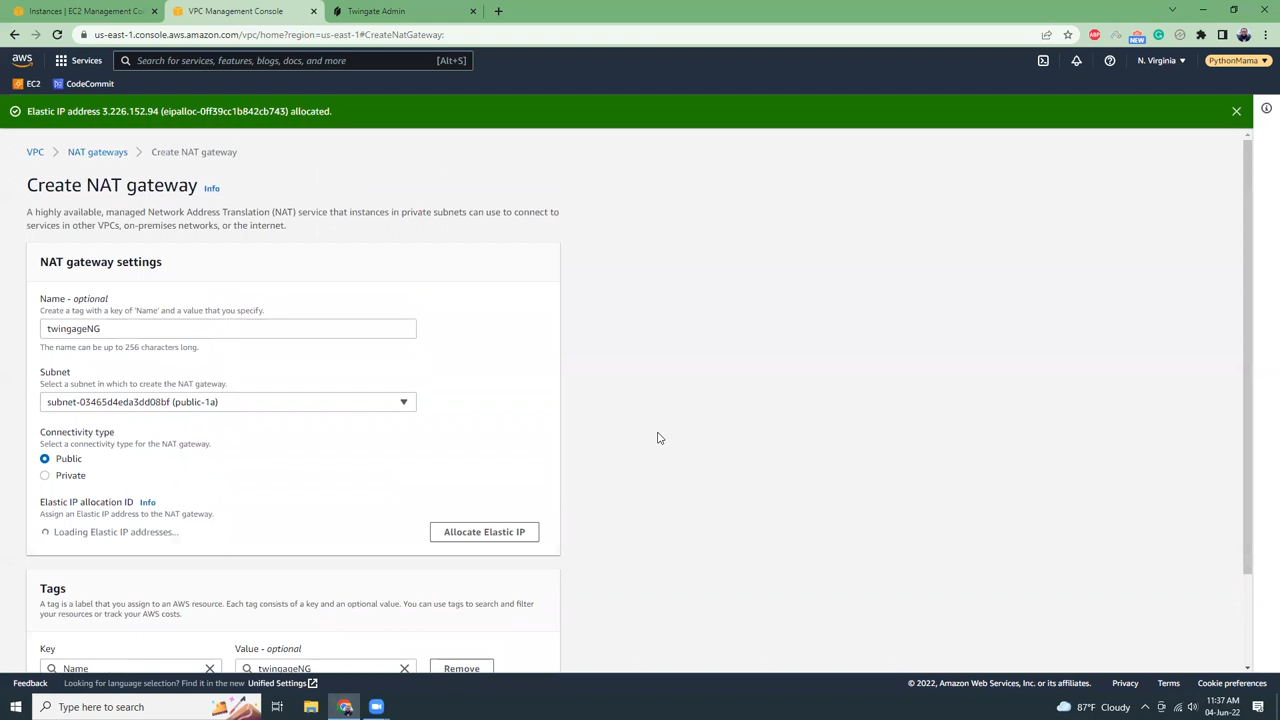 Instances | EC2 Management Con
VPC Management Console
Twingate Admin
us-east-1.console.aws.amazon.com/vpc/home?region=us-east-1#CreateNatGateway:
NEW
aws
Services
Search for services, features, blogs, docs, and more
[Alt+S]
N. Virginia
PythonMama
EC2
CodeCommit
Elastic IP address 3.226.152.94 (eipalloc-0ff39cc1b842cb743) allocated.
VPC
NAT gateways
Create NAT gateway
Create NAT gateway Info
A highly available, managed Network Address Translation (NAT) service that instances in private subnets can use to connect to
services in other VPCs, on-premises networks, or the internet.
NAT gateway settings
Name - optional
Create a tag with a key of 'Name' and a value that you specify.
twingageNG
The name can be up to 256 characters long.
Subnet
Select a subnet in which to create the NAT gateway.
subnet-03465d4eda3dd08bf (public-1a)
Connectivity type
Select a connectivity type for the NAT gateway.
Public
Private
Elastic IP allocation ID Info
Assign an Elastic IP address to the NAT gateway.
Loading Elastic IP addresses...
Allocate Elastic IP
Tags
A tag is a label that you assign to an AWS resource. Each tag consists of a key and an optional value. You can use tags to search and filter
your resources or track your AWS costs.
Key
Value - optional
Name
twingageNG
Remove
Feedback
Looking for language selection? Find it in the new Unified Settings
© 2022, Amazon Web Services, Inc. or its affiliates.
Privacy
Terms
Cookie preferences
Type here to search
87°F Cloudy
11:37 AM
04-Jun-22